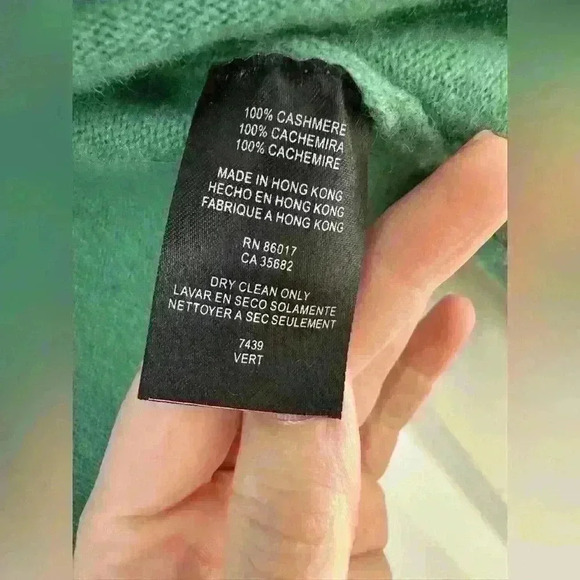 100% CASHMERE
100% CACHEMIRA
100% CACHEMIRE
MADE IN HONG KONG
HECHO EN HONG KONG
FABRIQUE A HONG KONG
RN 86017
CA 35682
DRY CLEAN ONLY
LAVAR EN SECO SOLAMENTE
NETTOYER A SEC SEULEMENT
7439
VERT